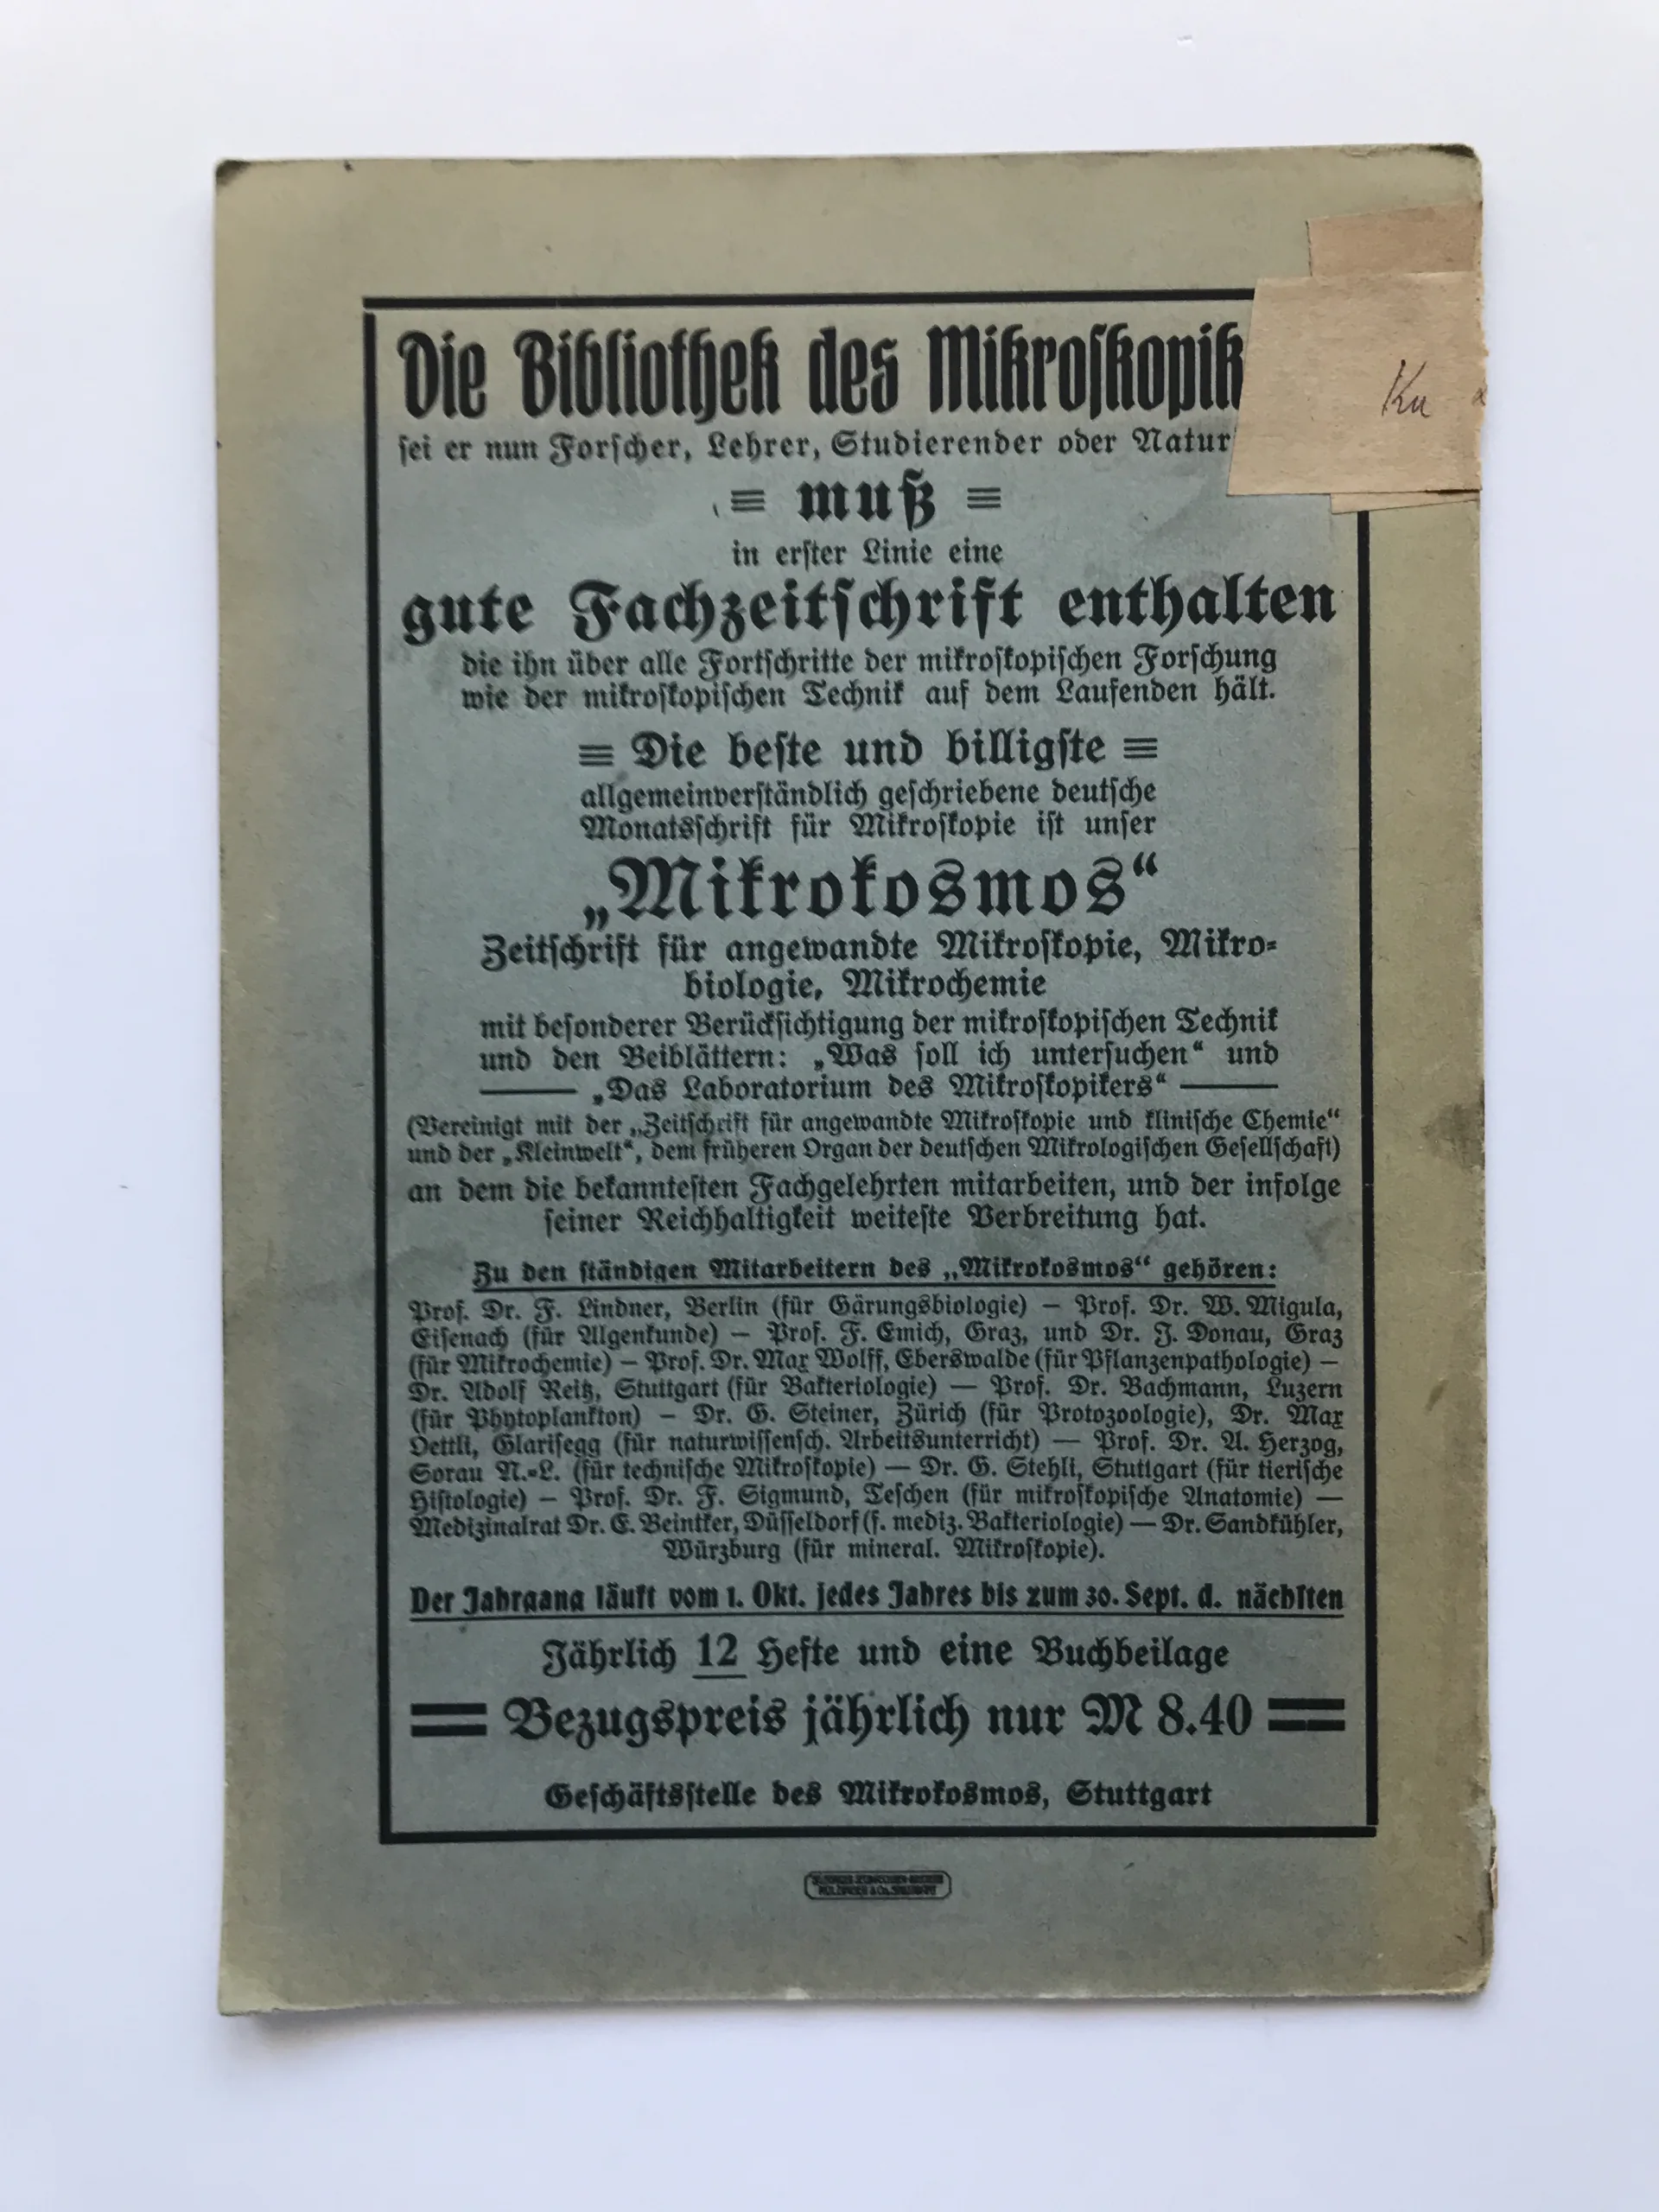 Die Bibliothek des Mikroſkopik
Ku
ſei er nun Forſcher, Lehrer, Studierender oder Natur
≡ muß ≡
in erſter Linie eine
gute Fachzeitſchrift enthalten
die ihn über alle Fortſchritte der mikroſkopiſchen Forſchung
wie der mikroſkopiſchen Technik auf dem Laufenden hält.
≡ Die beſte und billigſte ≡
allgemeinverſtändlich geſchriebene deutſche
Monatsſchrift für Mikroſkopie iſt unſer
„Mikrokosmos“
Zeitſchrift für angewandte Mikroſkopie, Mikro-
biologie, Mikrochemie
mit beſonderer Berückſichtigung der mikroſkopiſchen Technik
und den Beiblättern: „Was ſoll ich unterſuchen“ und
„Das Laboratorium des Mikroſkopikers“
(Vereinigt mit der „Zeitſchrift für angewandte Mikroſkopie und kliniſche Chemie“
und der „Kleinwelt“, dem früheren Organ der deutſchen Mikrologiſchen Geſellſchaft)
an dem die bekannteſten Fachgelehrten mitarbeiten, und der infolge
ſeiner Reichhaltigkeit weiteſte Verbreitung hat.
Zu den ſtändigen Mitarbeitern des „Mikrokosmos“ gehören:
Prof. Dr. F. Lindner, Berlin (für Gärungsbiologie) — Prof. Dr. W. Migula,
Eiſenach (für Algenkunde) — Prof. F. Emich, Graz, und Dr. J. Donau, Graz
(für Mikrochemie) — Prof. Dr. Max Wolff, Eberswalde (für Pflanzenpathologie) —
Dr. Adolf Reitz, Stuttgart (für Bakteriologie) — Prof. Dr. Bachmann, Luzern
(für Phytoplankton) — Dr. G. Steiner, Zürich (für Protozoologie), Dr. Max
Oettli, Glariſegg (für naturwiſſenſch. Arbeitsunterricht) — Prof. Dr. A. Herzog,
Sorau N.-L. (für techniſche Mikroſkopie) — Dr. G. Stehli, Stuttgart (für tieriſche
Hiſtologie) — Prof. Dr. F. Sigmund, Teſchen (für mikroſkopiſche Anatomie) —
Medizinalrat Dr. E. Beintker, Düſſeldorf (f. mediz. Bakteriologie) — Dr. Sandkühler,
Würzburg (für mineral. Mikroſkopie).
Der Jahrgang läuft vom 1. Okt. jedes Jahres bis zum 30. Sept. d. nächſten
Jährlich 12 Hefte und eine Buchbeilage
Bezugspreis jährlich nur M 8.40
Geſchäftsſtelle des Mikrokosmos, Stuttgart